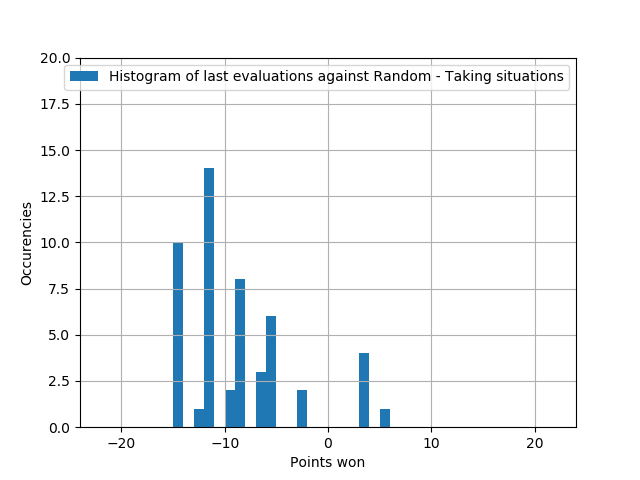 Histogram of last evaluations against Random - Taking situations
20.0
17.5
15.0
12.5
10.0
7.5
5.0
2.5
0.0
Occurencies
−20 −10 0 10 20
Points won